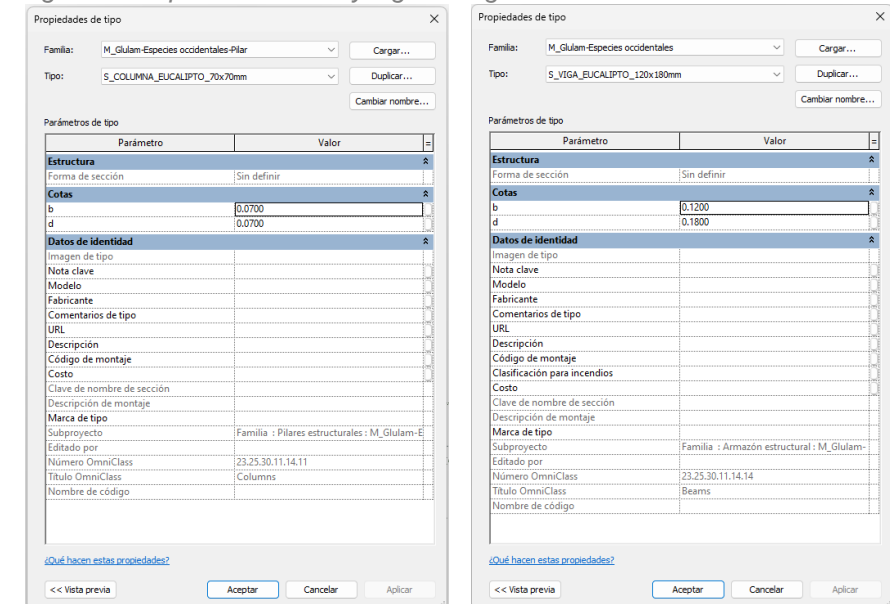 Propiedades de tipo
Familia: M_Glulam-Especies occidentales-Pilar Cargar...
Tipo: S_COLUMNA_EUCALIPTO_70x70mm Duplicar...
Cambiar nombre...
Parámetros de tipo
Parámetro Valor =
Estructura
Forma de sección Sin definir
Cotas
b 0.0700
d 0.0700
Datos de identidad
Imagen de tipo
Nota clave
Modelo
Fabricante
Comentarios de tipo
URL
Descripción
Código de montaje
Costo
Clave de nombre de sección
Descripción de montaje
Marca de tipo
Subproyecto Familia : Pilares estructurales : M_Glulam-E
Editado por
Número OmniClass 23.25.30.11.14.11
Título OmniClass Columns
Nombre de código
¿Qué hacen estas propiedades?
<< Vista previa Aceptar Cancelar Aplicar
Propiedades de tipo
Familia: M_Glulam-Especies occidentales Cargar...
Tipo: S_VIGA_EUCALIPTO_120x180mm Duplicar...
Cambiar nombre...
Parámetros de tipo
Parámetro Valor =
Estructura
Forma de sección Sin definir
Cotas
b 0.1200
d 0.1800
Datos de identidad
Imagen de tipo
Nota clave
Modelo
Fabricante
Comentarios de tipo
URL
Descripción
Código de montaje
Clasificación para incendios
Costo
Clave de nombre de sección
Descripción de montaje
Marca de tipo
Subproyecto Familia : Armazón estructural : M_Glulam-
Editado por
Número OmniClass 23.25.30.11.14.14
Título OmniClass Beams
Nombre de código
¿Qué hacen estas propiedades?
<< Vista previa Aceptar Cancelar Aplicar